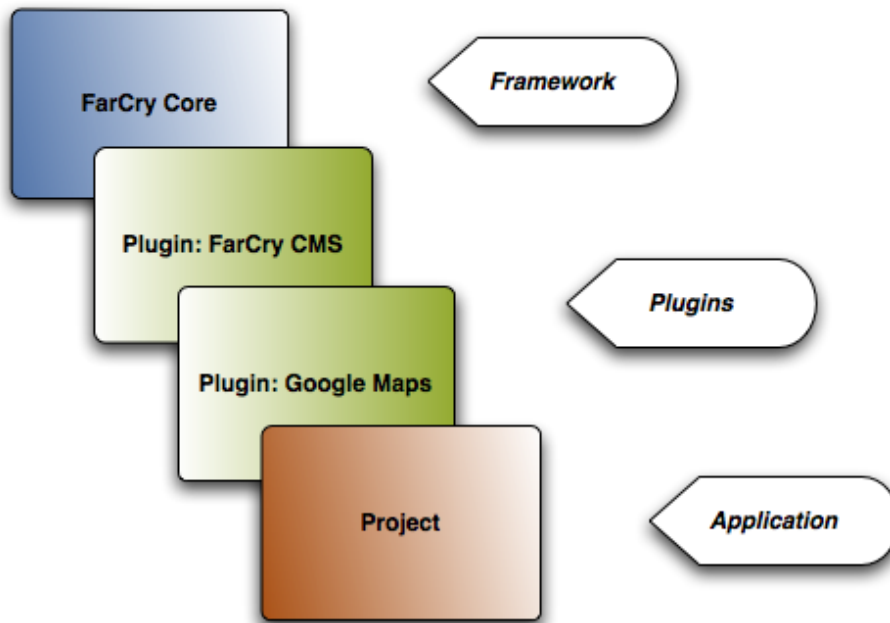 FarCry Core
Framework
Plugin: FarCry CMS
Plugins
Plugin: Google Maps
Project
Application